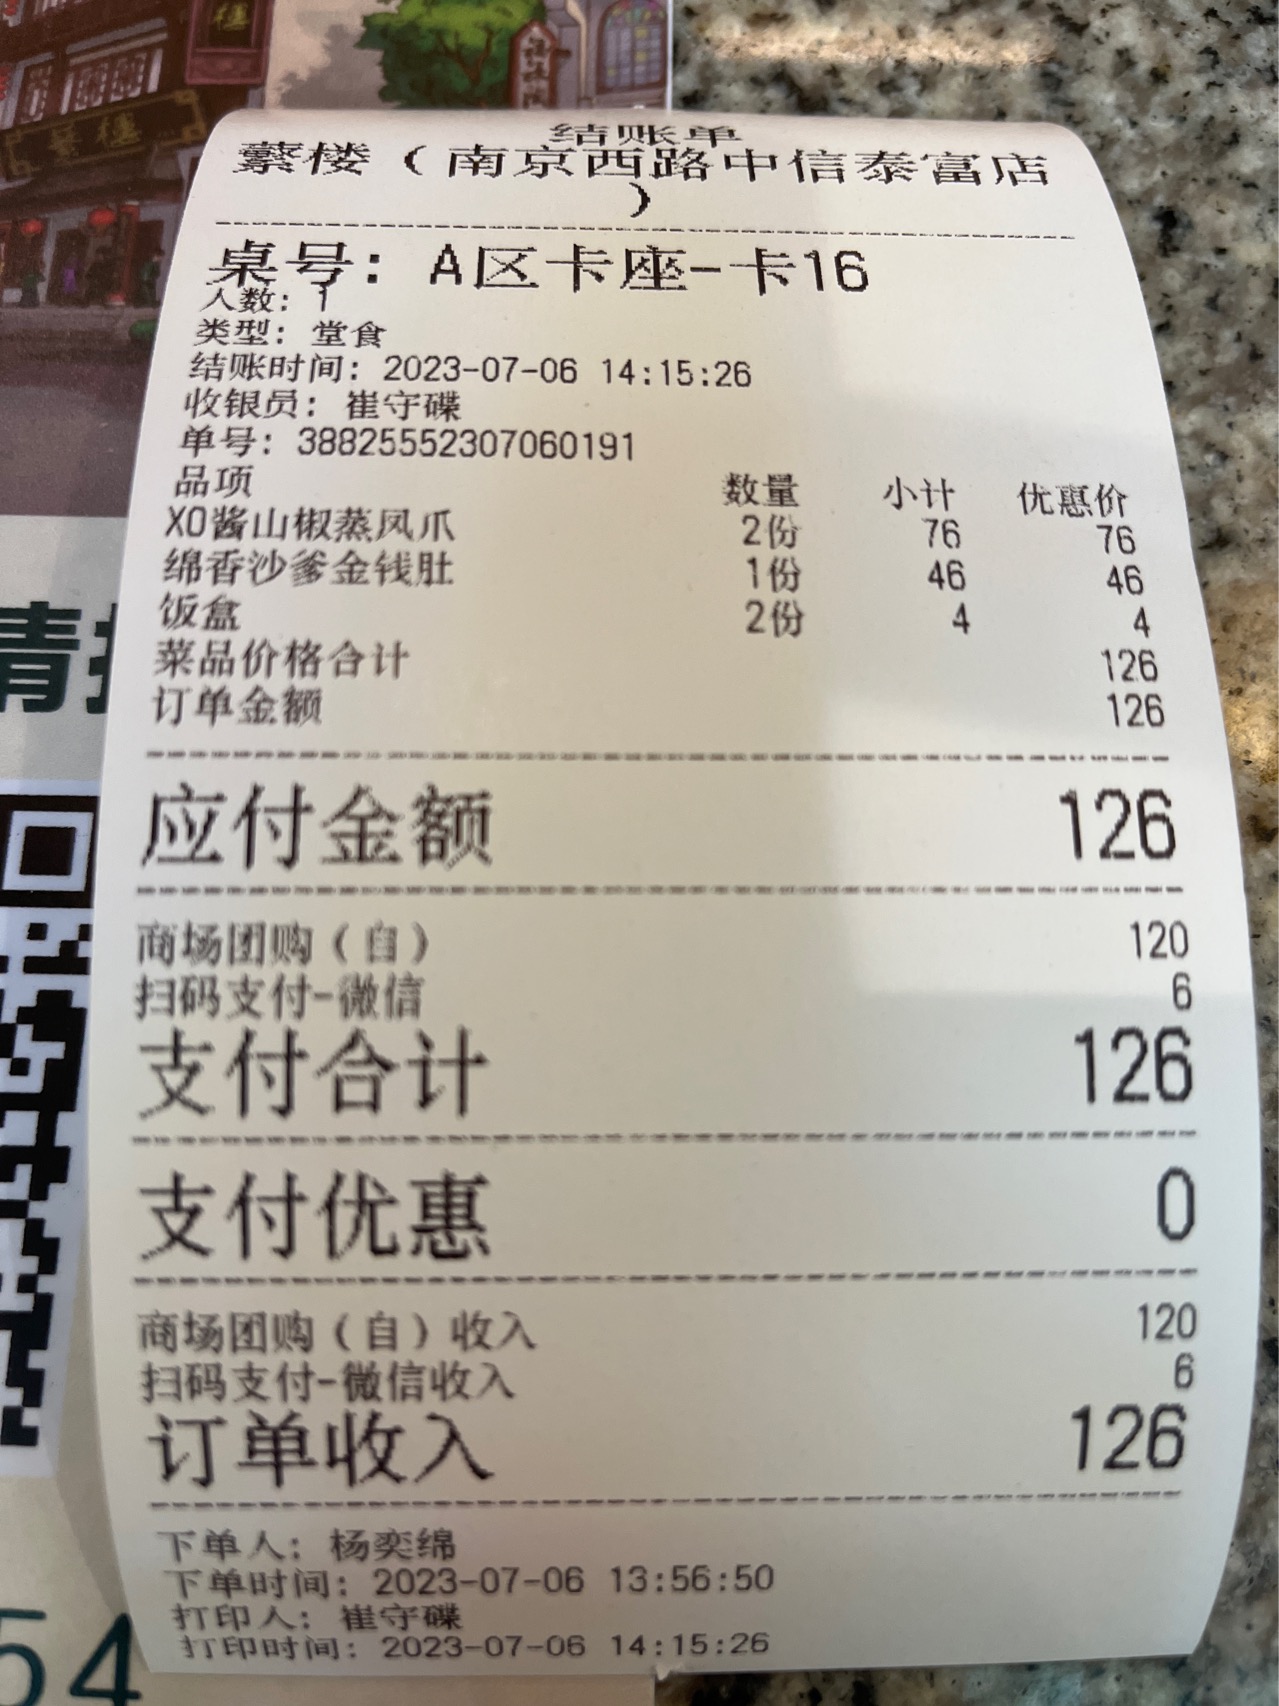 结账单
蔡楼（南京西路中信泰富店
）
桌号：A区卡座-卡16
人数：1
类型：堂食
结账时间：2023-07-06 14:15:26
收银员：崔守碟
单号：38825552307060191
品项 数量 小计 优惠价
XO酱山椒蒸凤爪 2份 76 76
绵香沙爹金钱肚 1份 46 46
饭盒 2份 4 4
菜品价格合计 126
订单金额 126
应付金额 126
商场团购（自） 120
扫码支付-微信 6
支付合计 126
支付优惠 0
商场团购（自）收入 120
扫码支付-微信收入 6
订单收入 126
下单人：杨奕绵
下单时间：2023-07-06 13:56:50
打印人：崔守碟
打印时间：2023-07-06 14:15:26
54